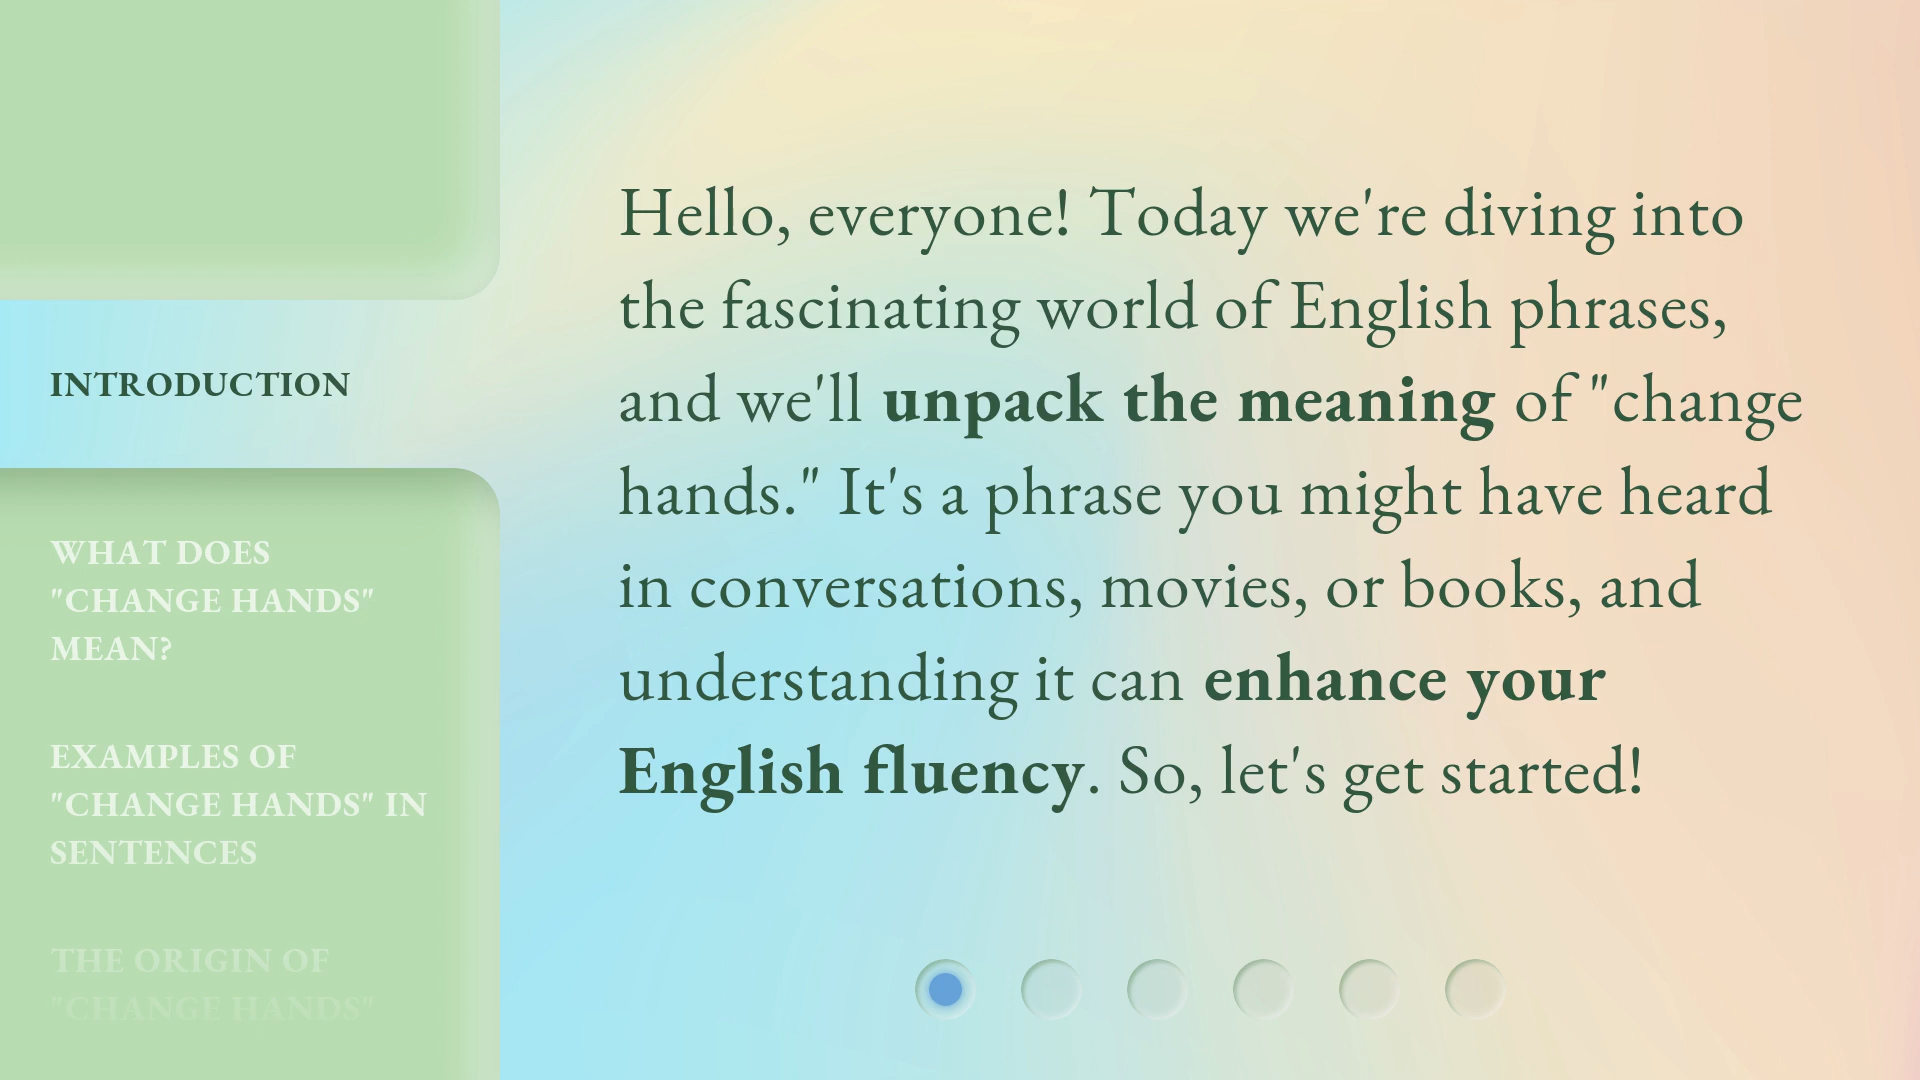 INTRODUCTION
WHAT DOES
"CHANGE HANDS"
MEAN?
EXAMPLES OF
"CHANGE HANDS" IN
SENTENCES
THE ORIGIN OF
"CHANGE HANDS"
Hello, everyone! Today we're diving into
the fascinating world of English phrases,
and we'll unpack the meaning of "change
hands." It's a phrase you might have heard
in conversations, movies, or books, and
understanding it can enhance your
English fluency. So, let's get started!